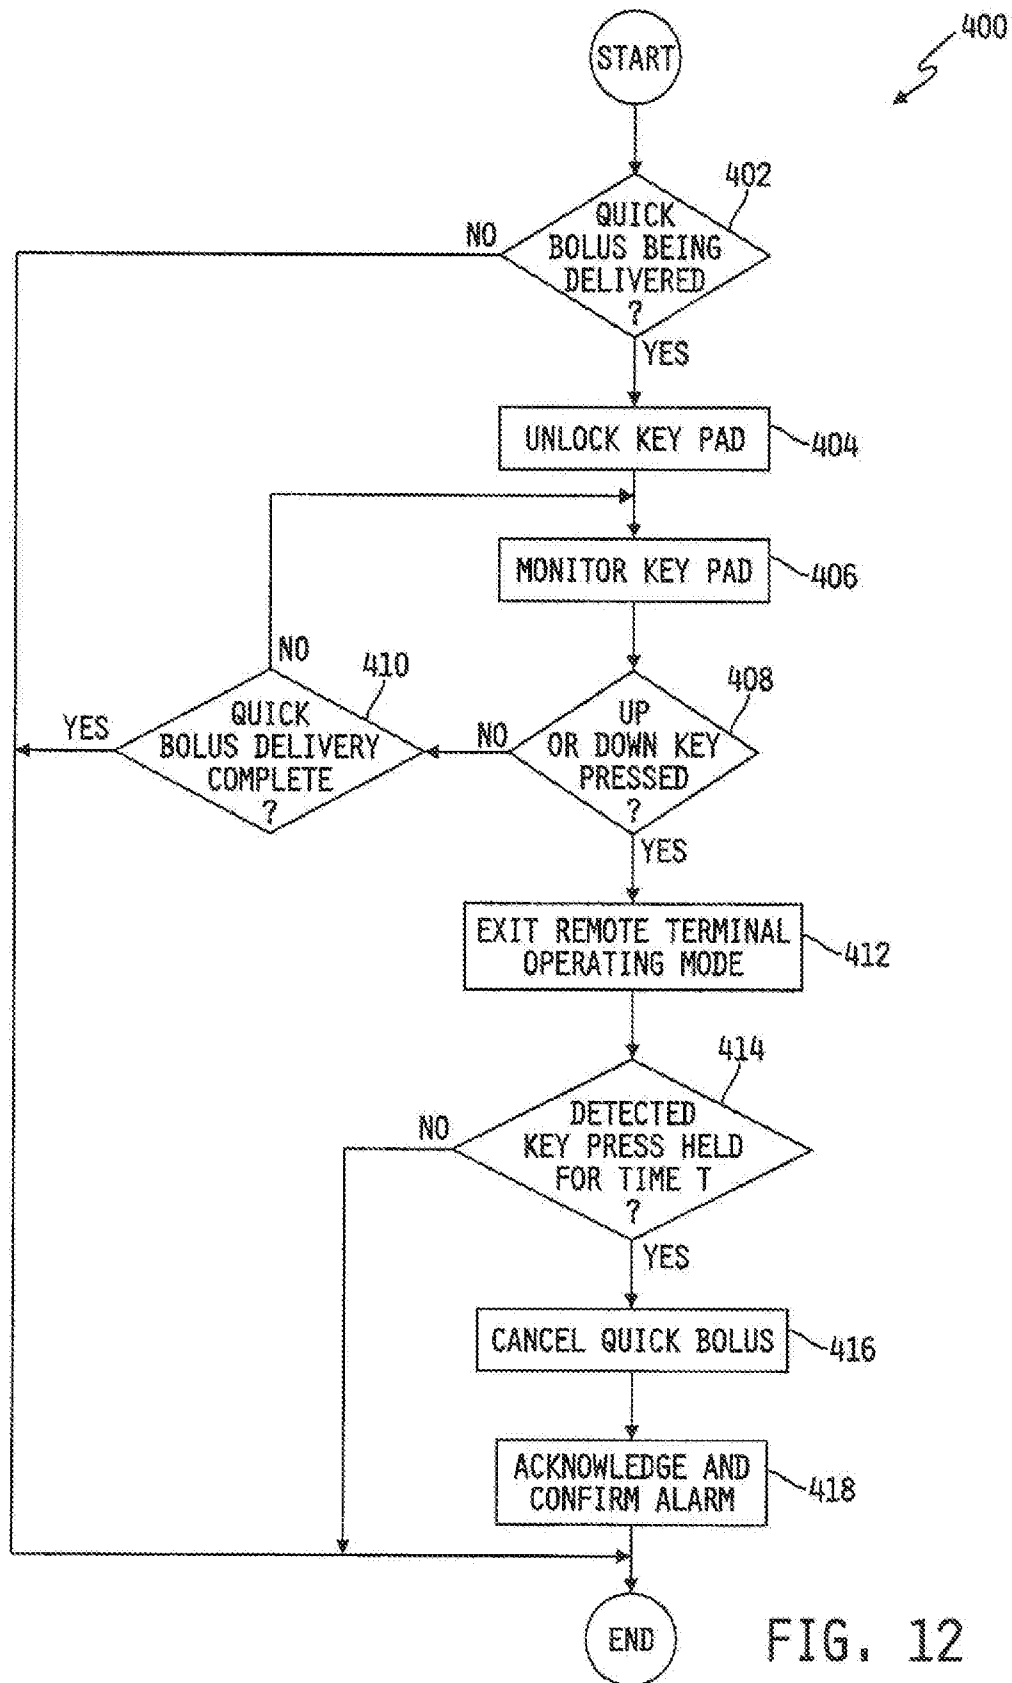 400
START
402
NO
QUICK
BOLUS BEING
DELIVERED
?
YES
UNLOCK KEY PAD
404
MONITOR KEY PAD
406
NO
410
408
YES
QUICK
BOLUS DELIVERY
COMPLETE
?
NO
UP
OR DOWN KEY
PRESSED
?
YES
EXIT REMOTE TERMINAL
OPERATING MODE
412
414
NO
DETECTED
KEY PRESS HELD
FOR TIME T
?
YES
CANCEL QUICK BOLUS
416
ACKNOWLEDGE AND
CONFIRM ALARM
418
END
FIG. 12